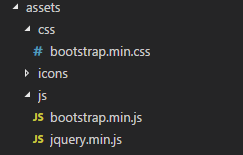 assets
css
# bootstrap.min.css
icons
js
JS bootstrap.min.js
JS jquery.min.js